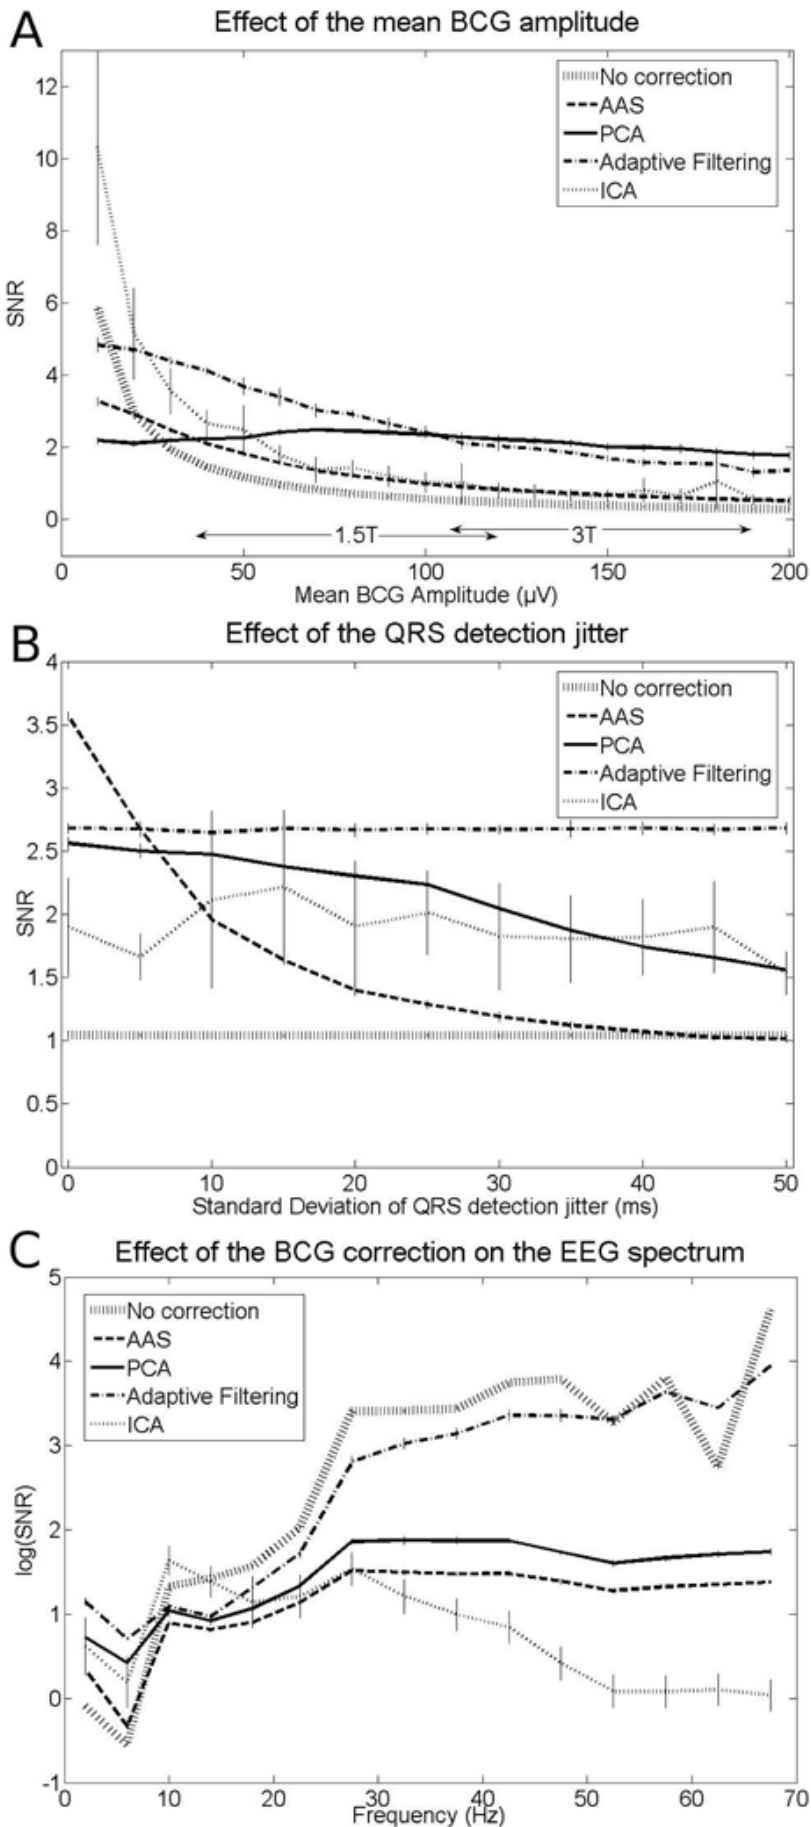 A
Effect of the mean BCG amplitude
No correction
AAS
PCA
Adaptive Filtering
ICA
SNR
12
10
8
6
4
2
0
1.5T
3T
0 50 100 150 200
Mean BCG Amplitude (µV)
B
Effect of the QRS detection jitter
No correction
AAS
PCA
Adaptive Filtering
ICA
SNR
4
3.5
3
2.5
2
1.5
1
0.5
0
0 10 20 30 40 50
Standard Deviation of QRS detection jitter (ms)
C
Effect of the BCG correction on the EEG spectrum
No correction
AAS
PCA
Adaptive Filtering
ICA
log(SNR)
5
4
3
2
1
0
-1
0 10 20 30 40 50 60 70
Frequency (Hz)